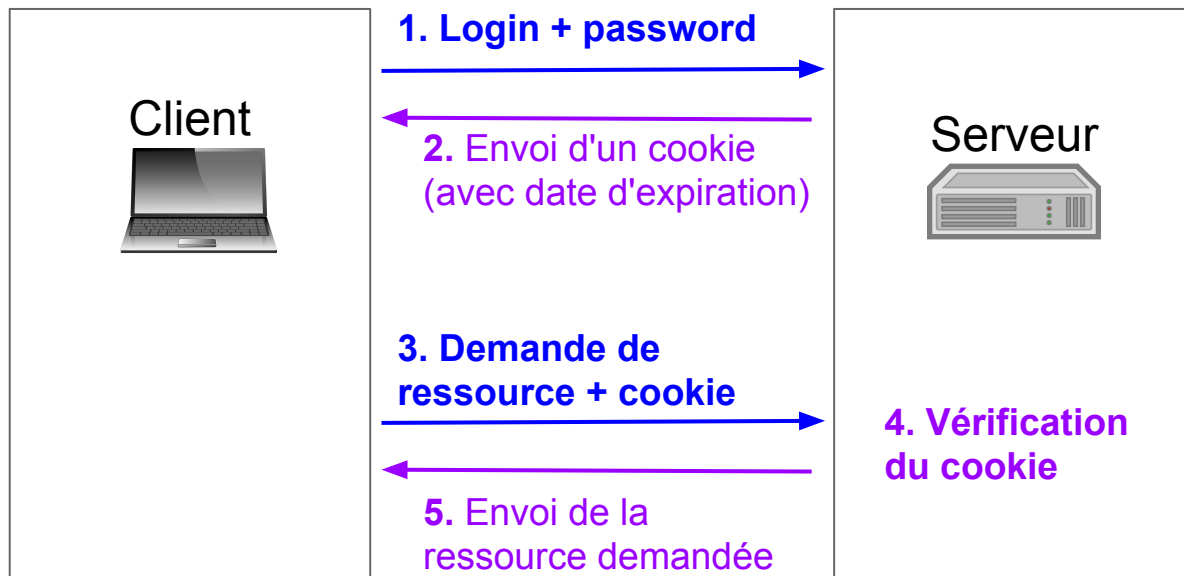 1. Login + password
Client
2. Envoi d'un cookie
(avec date d'expiration)
Serveur
3. Demande de
ressource + cookie
4. Vérification
du cookie
5. Envoi de la
ressource demandée